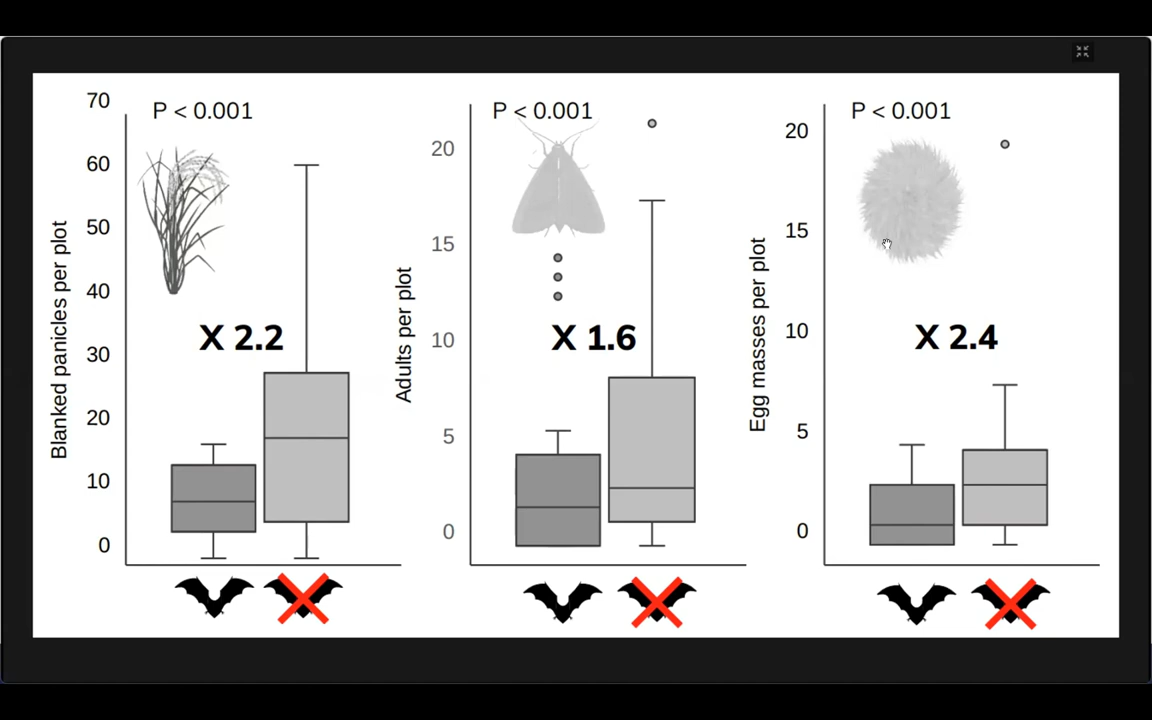 P < 0.001
70
60
50
40
30
20
10
0
Blanked panicles per plot
X 2.2
P < 0.001
20
15
10
5
0
Adults per plot
X 1.6
P < 0.001
20
15
10
5
0
Egg masses per plot
X 2.4